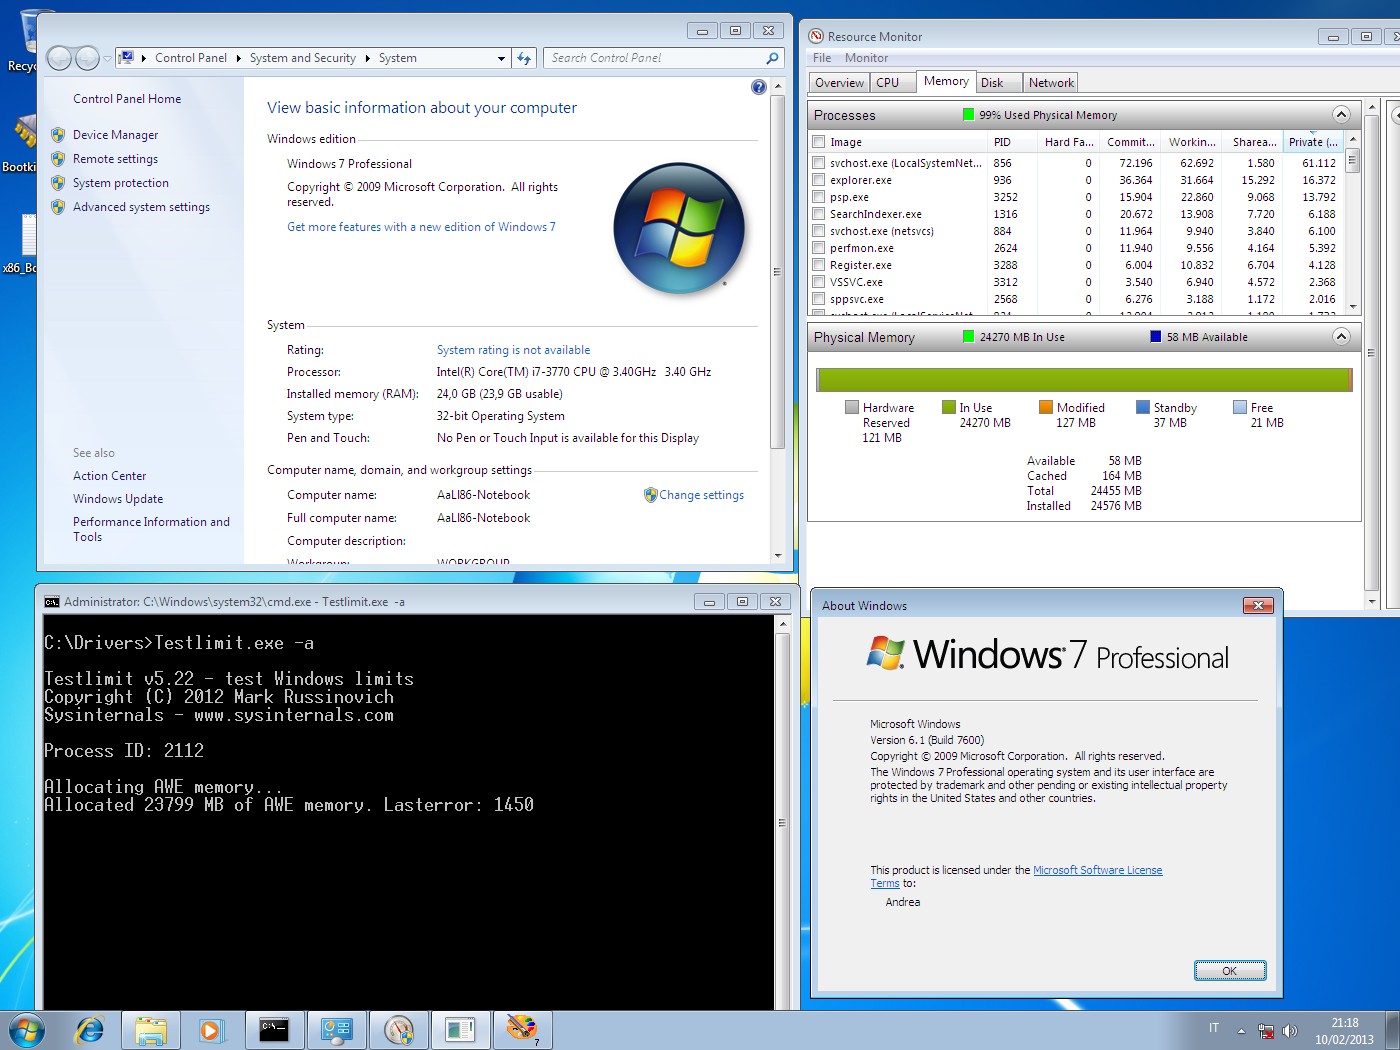 Recyc
Bootki
x86_Bo
Control Panel
System and Security
System
Search Control Panel
Control Panel Home
Device Manager
Remote settings
System protection
Advanced system settings
See also
Action Center
Windows Update
Performance Information and
Tools
View basic information about your computer
Windows edition
Windows 7 Professional
Copyright © 2009 Microsoft Corporation.  All rights
reserved.
Get more features with a new edition of Windows 7
System
Rating: System rating is not available
Processor: Intel(R) Core(TM) i7-3770 CPU @ 3.40GHz   3.40 GHz
Installed memory (RAM): 24,0 GB (23,9 GB usable)
System type: 32-bit Operating System
Pen and Touch: No Pen or Touch Input is available for this Display
Computer name, domain, and workgroup settings
Computer name: AaLl86-Notebook Change settings
Full computer name: AaLl86-Notebook
Computer description:
Workgroup: WORKGROUP
Resource Monitor
File Monitor
Overview CPU Memory Disk Network
Processes 99% Used Physical Memory
Image PID Hard Fa... Commit... Workin... Sharea... Private (...
svchost.exe (LocalSystemNet... 856 0 72.196 62.692 1.580 61.112
explorer.exe 936 0 36.364 31.664 15.292 16.372
psp.exe 3252 0 15.904 22.860 9.068 13.792
SearchIndexer.exe 1316 0 20.672 13.908 7.720 6.188
svchost.exe (netsvcs) 884 0 11.964 9.940 3.840 6.100
perfmon.exe 2624 0 11.940 9.556 4.164 5.392
Register.exe 3288 0 6.004 10.832 6.704 4.128
VSSVC.exe 3312 0 3.540 6.940 4.572 2.368
sppsvc.exe 2568 0 6.276 3.188 1.172 2.016
Physical Memory 24270 MB In Use 58 MB Available
Hardware Reserved 121 MB
In Use 24270 MB
Modified 127 MB
Standby 37 MB
Free 21 MB
Available 58 MB
Cached 164 MB
Total 24455 MB
Installed 24576 MB
Administrator: C:\Windows\system32\cmd.exe - Testlimit.exe  -a
C:\Drivers>Testlimit.exe -a
Testlimit v5.22 - test Windows limits
Copyright (C) 2012 Mark Russinovich
Sysinternals - www.sysinternals.com
Process ID: 2112
Allocating AWE memory...
Allocated 23799 MB of AWE memory. Lasterror: 1450
About Windows
Windows 7 Professional
Microsoft Windows
Version 6.1 (Build 7600)
Copyright © 2009 Microsoft Corporation.  All rights reserved.
The Windows 7 Professional operating system and its user interface are
protected by trademark and other pending or existing intellectual property
rights in the United States and other countries.
This product is licensed under the Microsoft Software License
Terms to:
Andrea
OK
C:\_
7
IT
21:18
10/02/2013